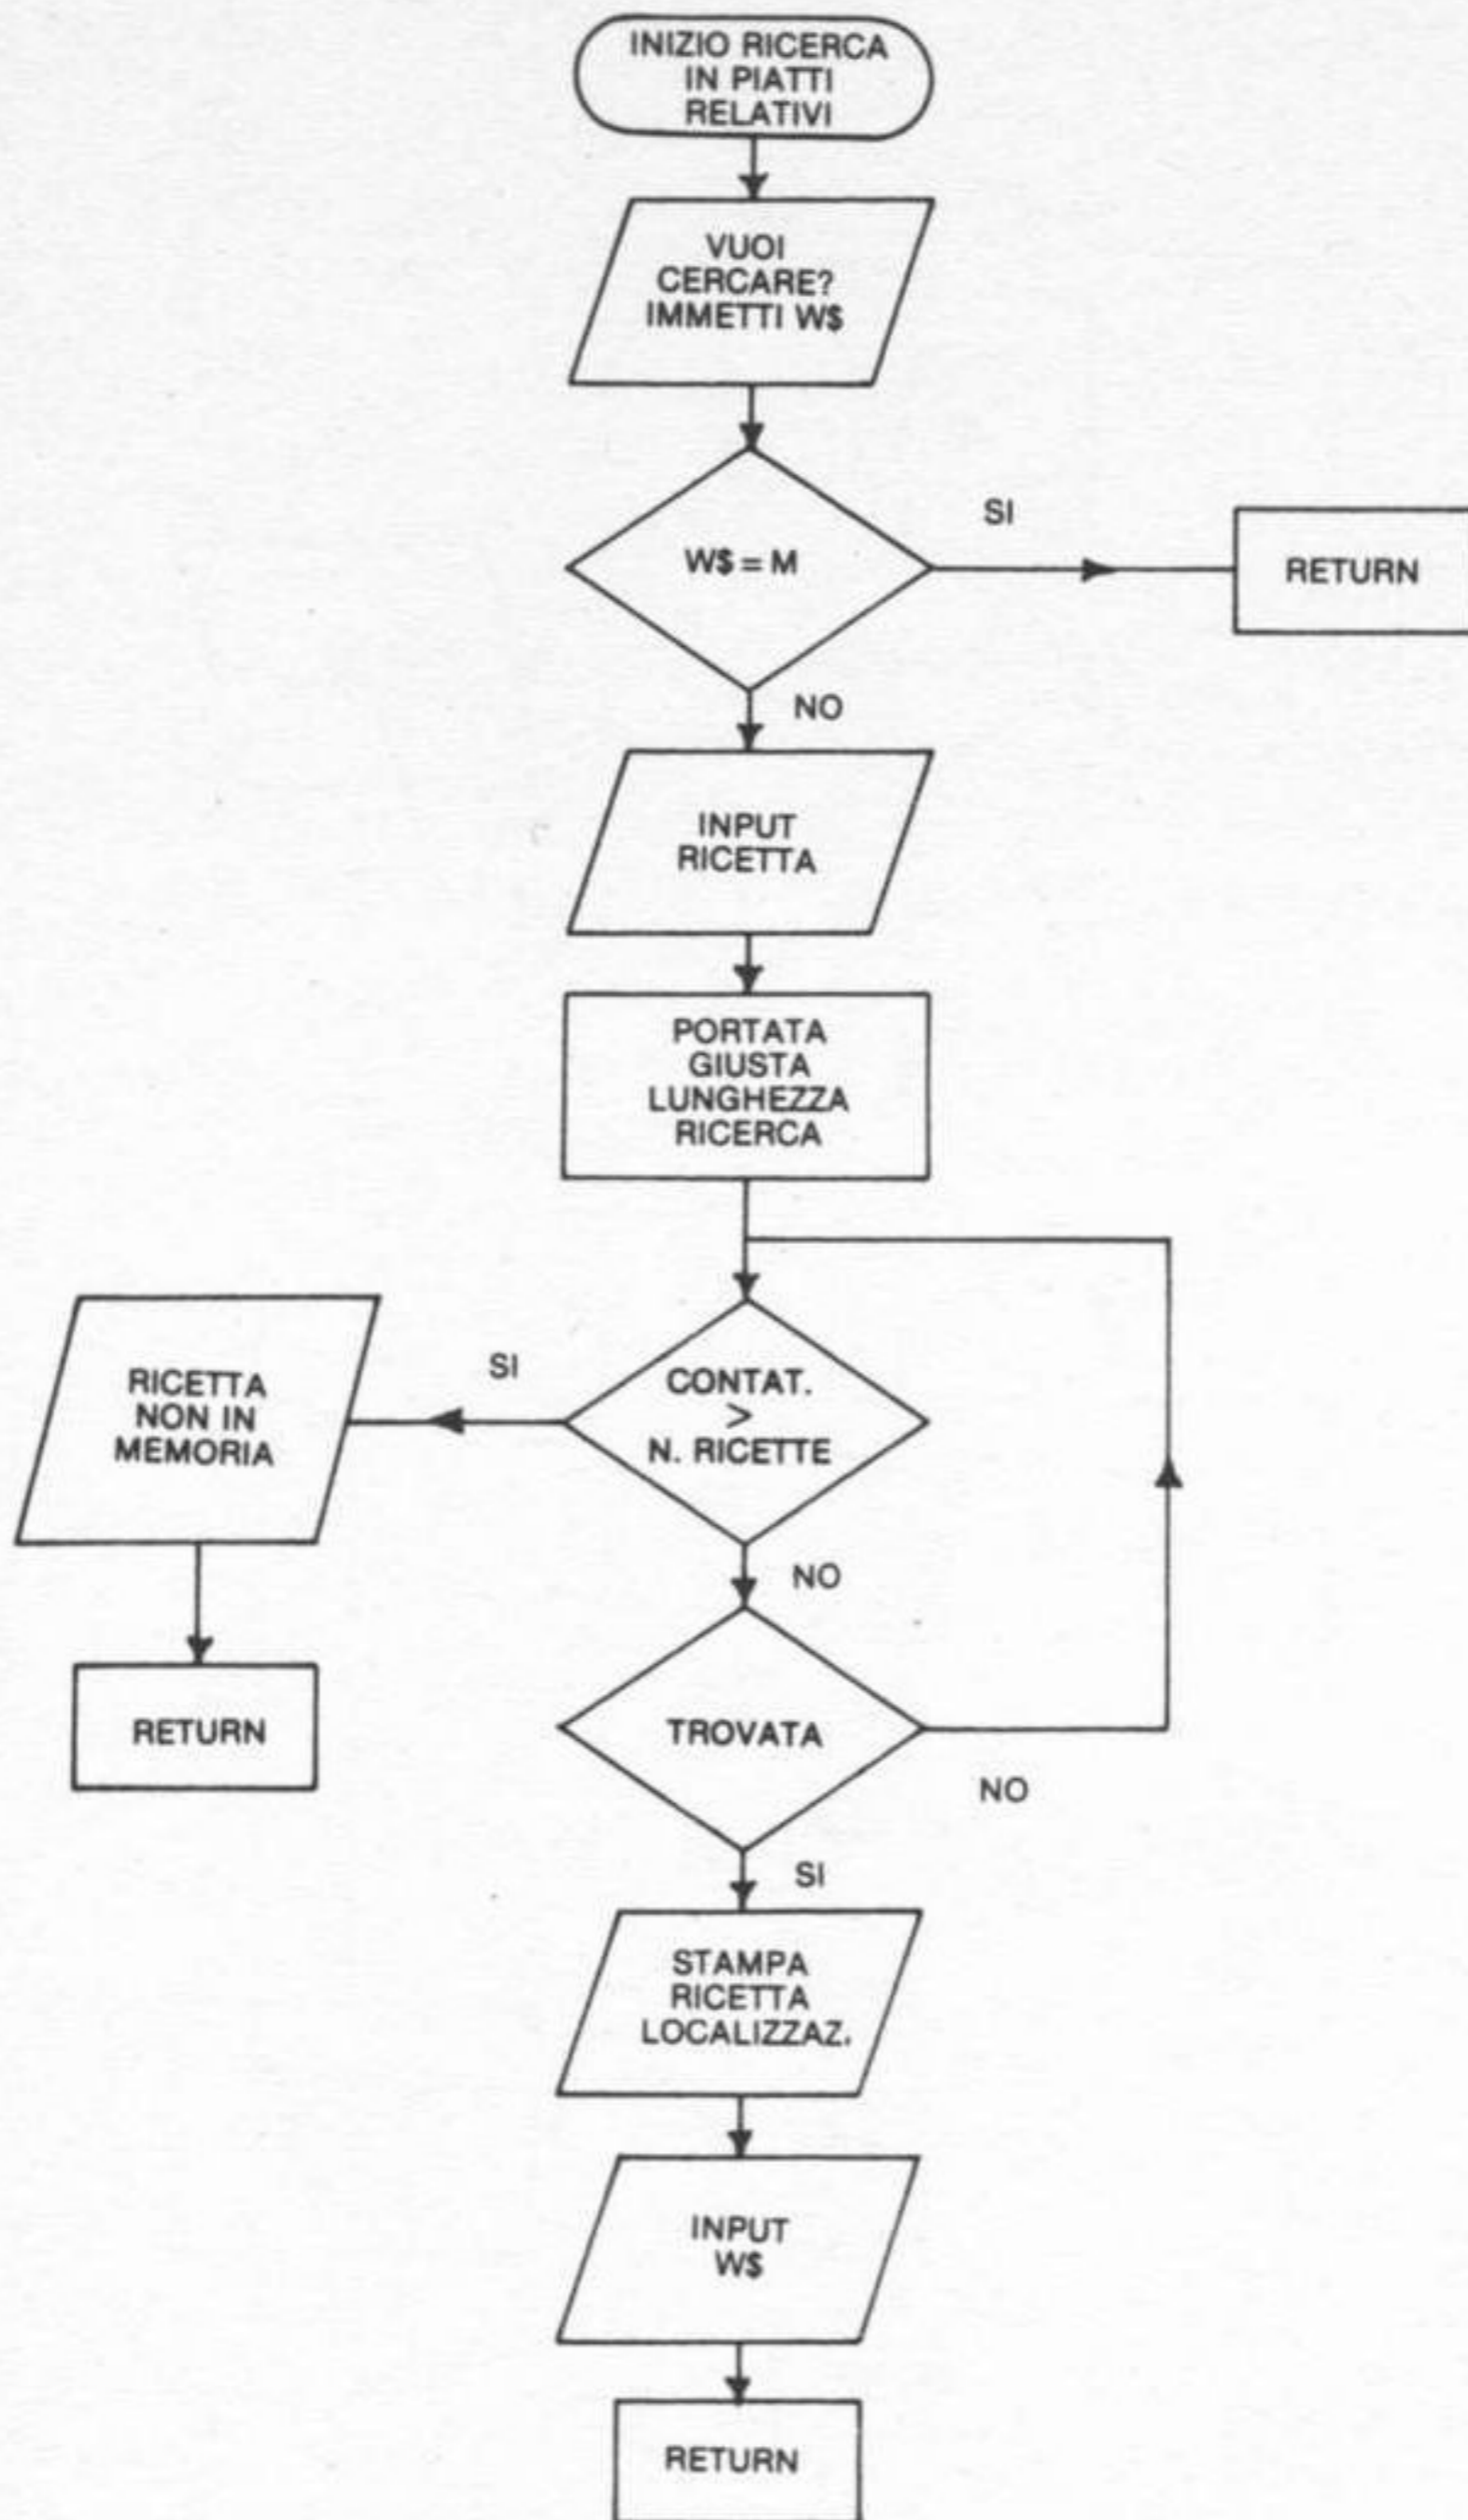 INIZIO RICERCA
IN PIATTI
RELATIVI
VUOI
CERCARE?
IMMETTI W$
W$ = M
SI
RETURN
NO
INPUT
RICETTA
PORTATA
GIUSTA
LUNGHEZZA
RICERCA
CONTAT.
>
N. RICETTE
SI
RICETTA
NON IN
MEMORIA
RETURN
NO
TROVATA
NO
SI
STAMPA
RICETTA
LOCALIZZAZ.
INPUT
W$
RETURN